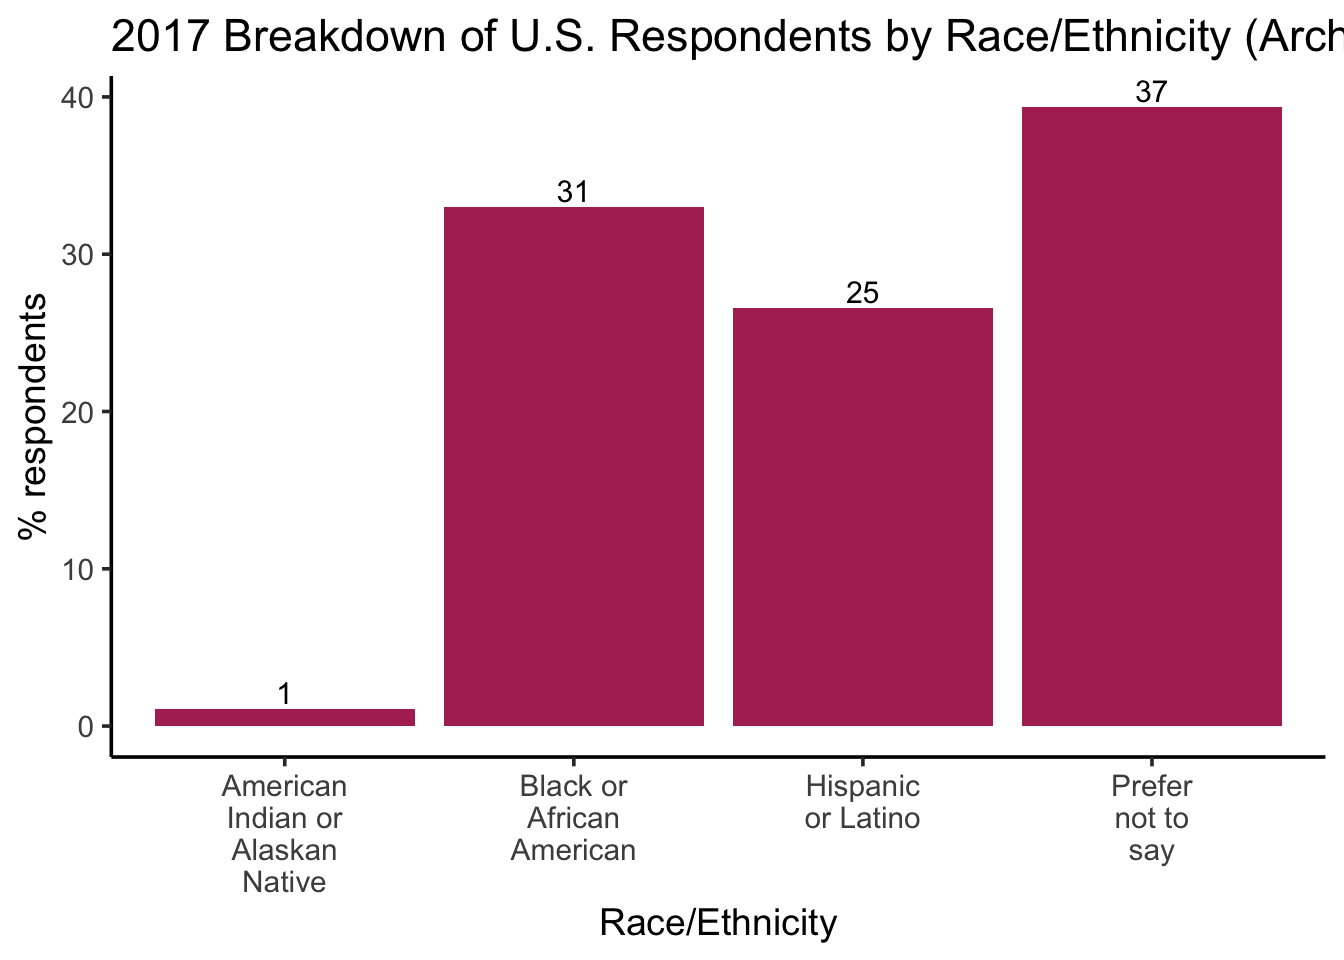 2017 Breakdown of U.S. Respondents by Race/Ethnicity (Arch
40
30
20
10
0
% respondents
1
31
25
37
American
Indian or
Alaskan
Native
Black or
African
American
Hispanic
or Latino
Prefer
not to
say
Race/Ethnicity